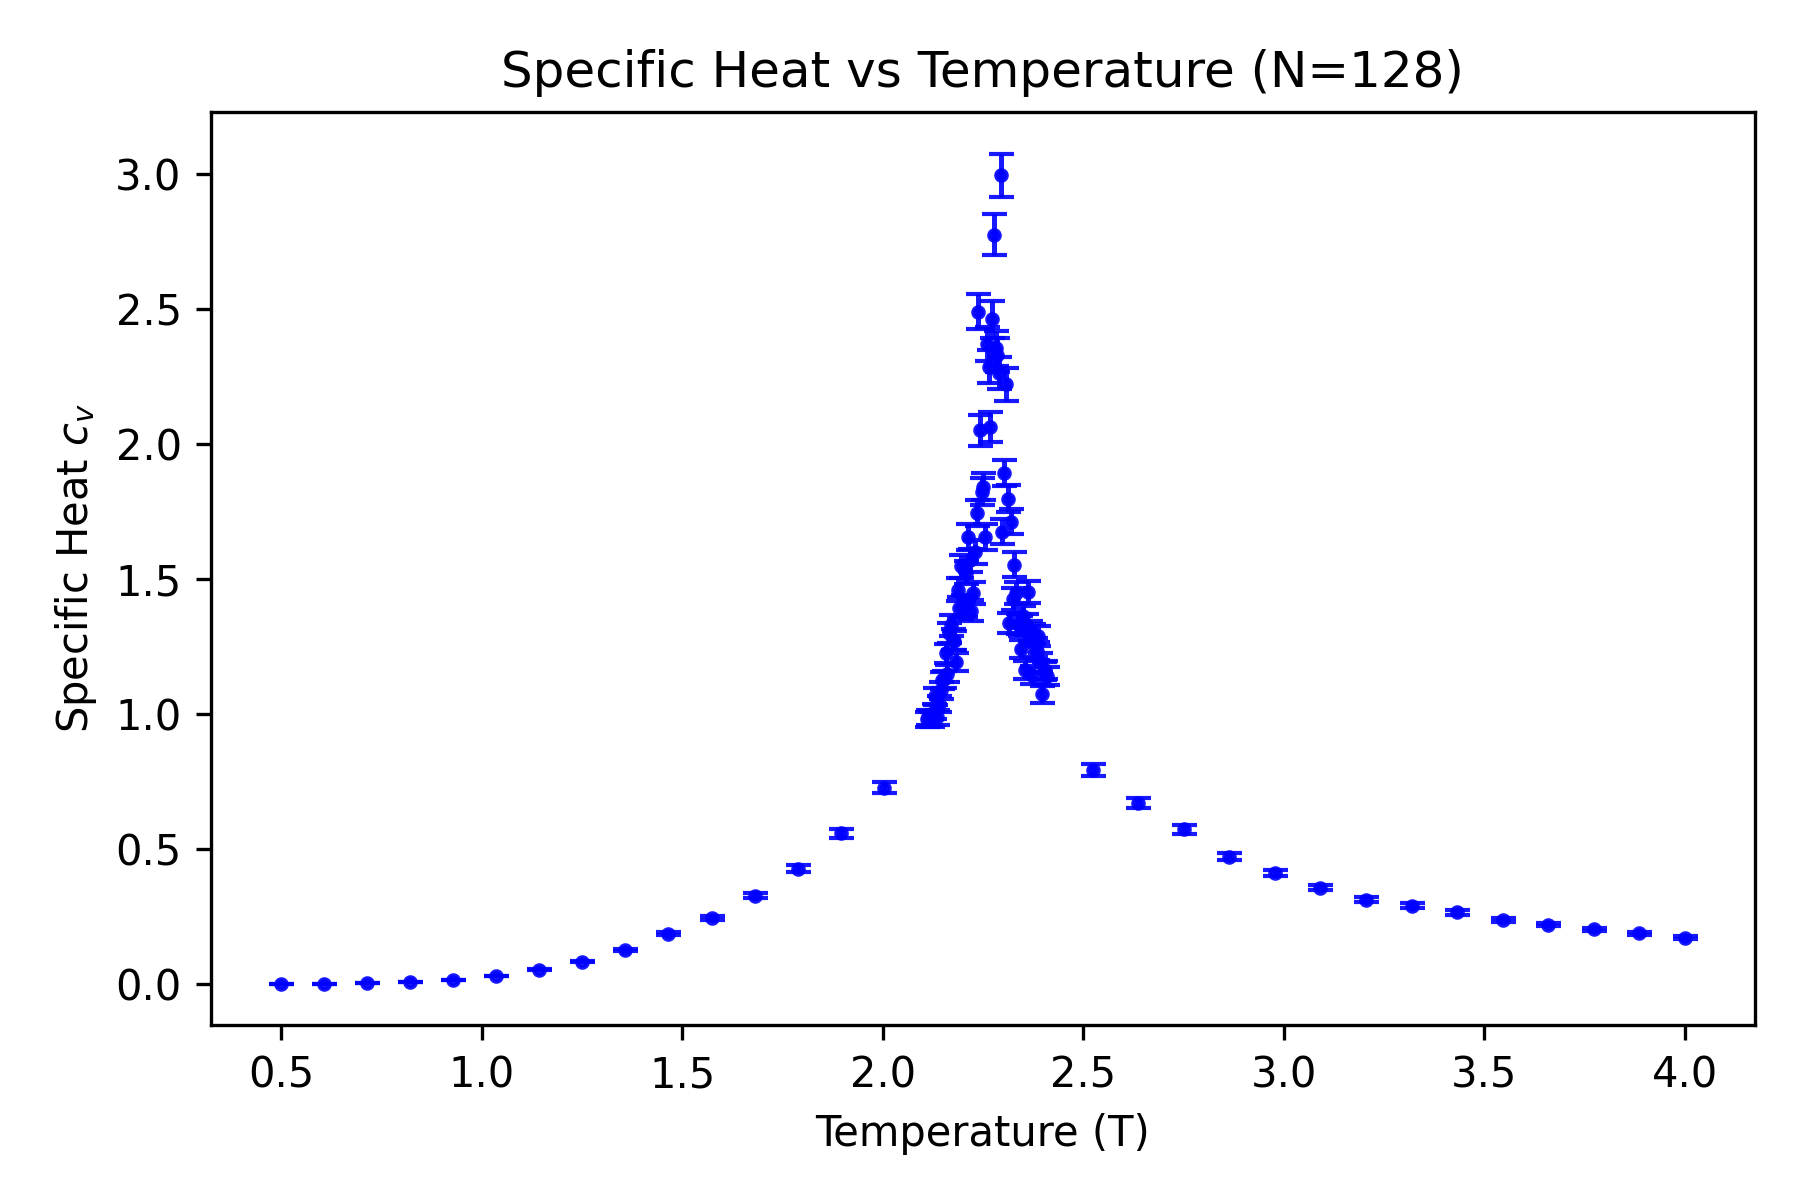 Specific Heat vs Temperature (N=128)
3.0
2.5
2.0
1.5
1.0
0.5
0.0
Specific Heat cᵥ
0.5 1.0 1.5 2.0 2.5 3.0 3.5 4.0
Temperature (T)